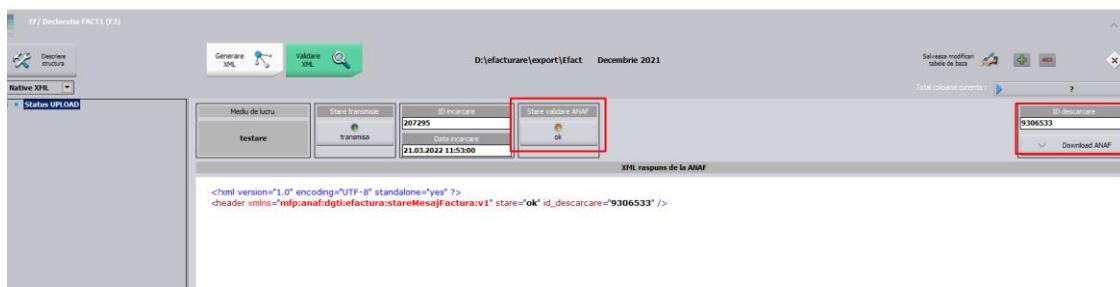 EF/ Declaratia FACT1 (F3)
Descriere structura
Generare XML
Validare XML
D:\efacturare\export\Efact Decembrie 2021
Salveaza modificari tabele de baza
Native XML
Total coloana curenta : ?
Status UPLOAD
Mediu de lucru
testare
Stare transmisie
transmisa
ID incarcare
207295
Data incarcare
21.03.2022 11:53:00
Stare validare ANAF
ok
ID descarcare
9306533
Download ANAF
XML raspuns de la ANAF
<?xml version="1.0" encoding="UTF-8" standalone="yes" ?>
<header xmlns="mfp:anaf:dgti:efactura:stareMesajFactura:v1" stare="ok" id_descarcare="9306533" />